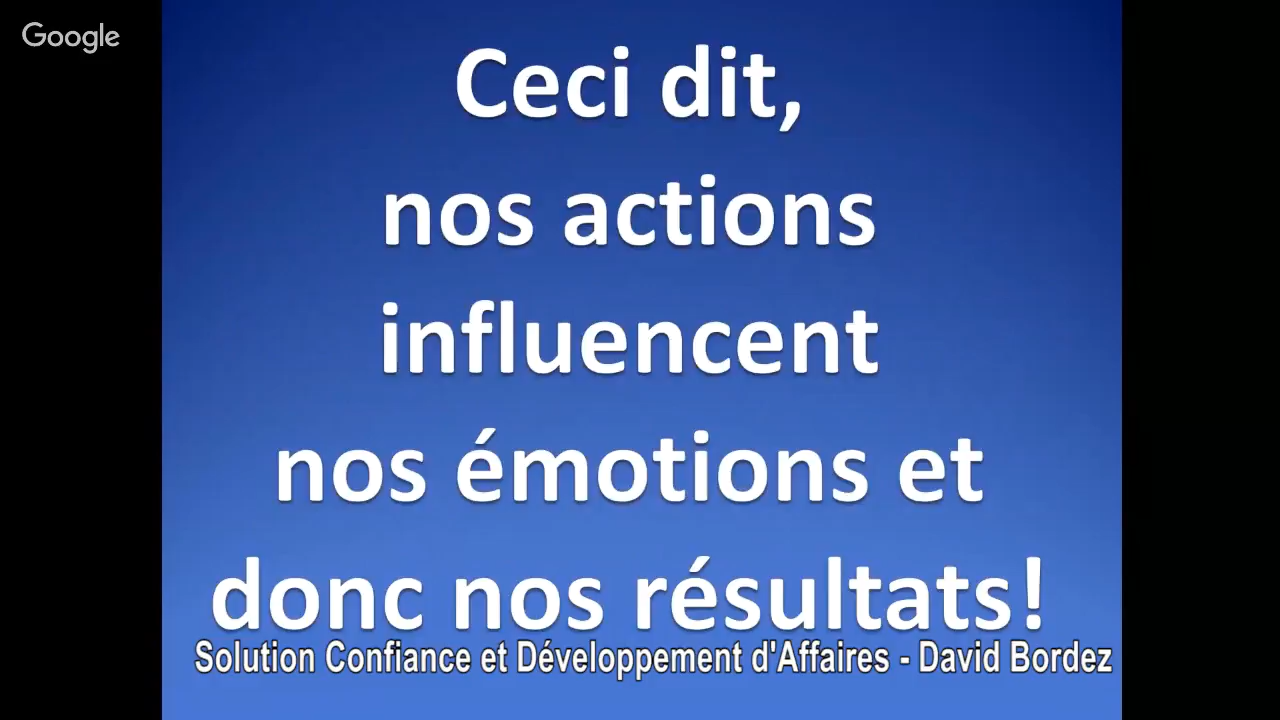 Google
Ceci dit,
nos actions
influencent
nos émotions et
donc nos résultats!
Solution Confiance et Développement d'Affaires - David Bordez